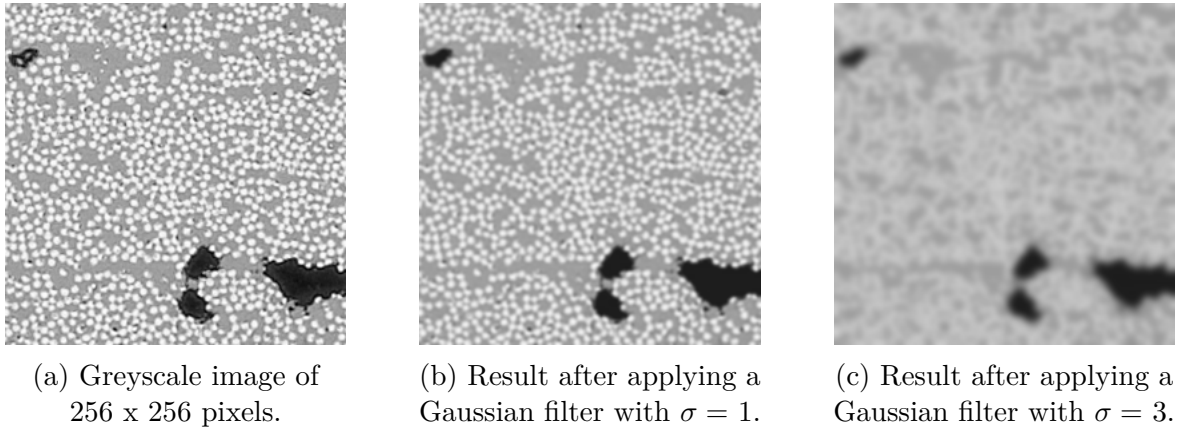 (a) Greyscale image of
256 x 256 pixels.
(b) Result after applying a
Gaussian filter with σ = 1.
(c) Result after applying a
Gaussian filter with σ = 3.